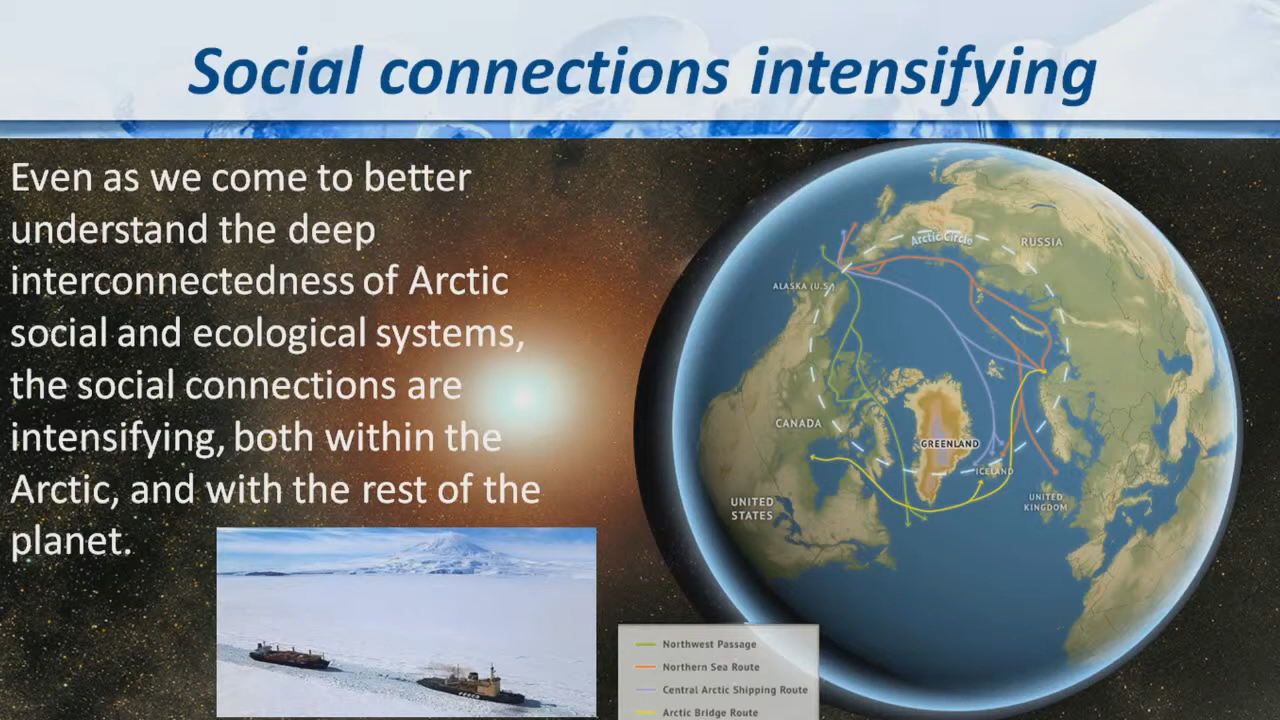 Social connections intensifying
Even as we come to better
understand the deep
interconnectedness of Arctic
social and ecological systems,
the social connections are
intensifying, both within the
Arctic, and with the rest of the
planet.
Arctic Circle
RUSSIA
ALASKA (U.S.)
CANADA
GREENLAND
ICELAND
UNITED
STATES
UNITED
KINGDOM
Northwest Passage
Northern Sea Route
Central Arctic Shipping Route
Arctic Bridge Route